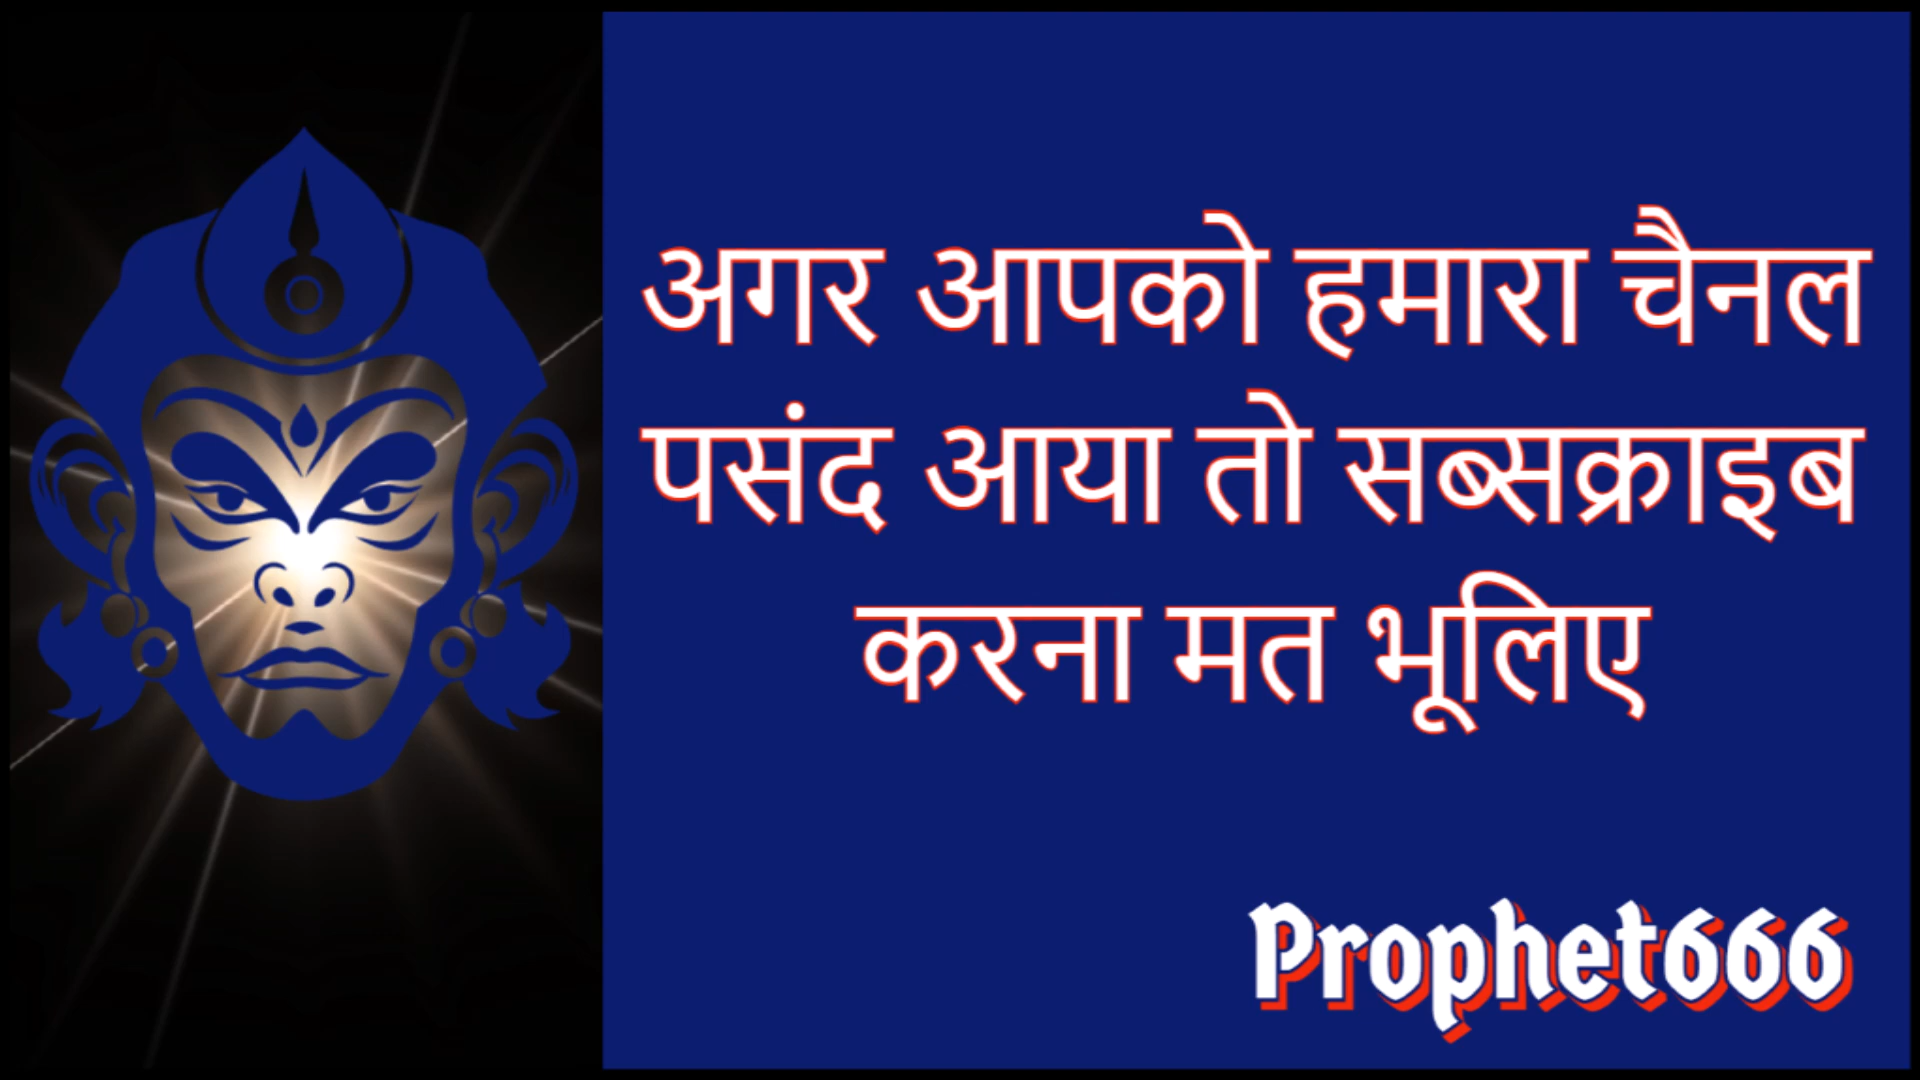 अगर आपको हमारा चैनल
पसंद आया तो सब्सक्राइब
करना मत भूलिए
Prophet666